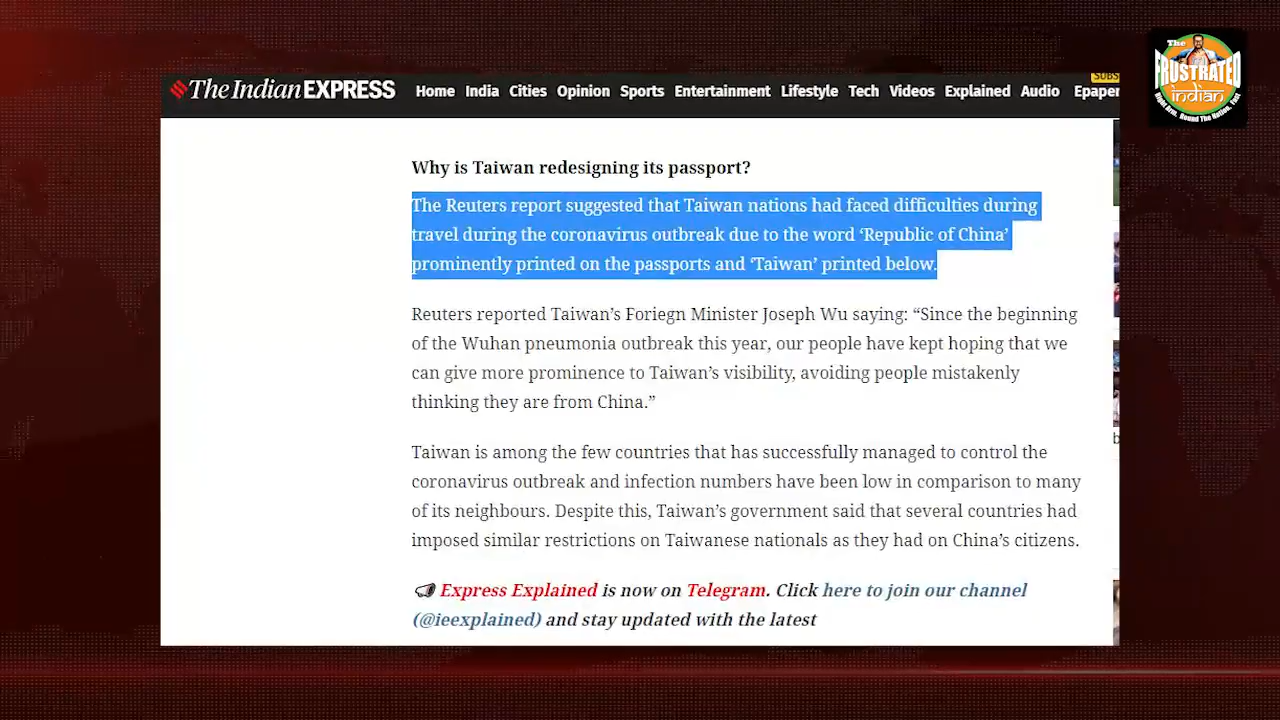 The Indian EXPRESS
Home India Cities Opinion Sports Entertainment Lifestyle Tech Videos Explained Audio Epaper
SUBS
The
FRUSTRATED
indian
Right Arm. Round The Nation. Fast
Why is Taiwan redesigning its passport?
The Reuters report suggested that Taiwan nations had faced difficulties during
travel during the coronavirus outbreak due to the word ‘Republic of China’
prominently printed on the passports and ‘Taiwan’ printed below.
Reuters reported Taiwan’s Foriegn Minister Joseph Wu saying: “Since the beginning
of the Wuhan pneumonia outbreak this year, our people have kept hoping that we
can give more prominence to Taiwan’s visibility, avoiding people mistakenly
thinking they are from China.”
Taiwan is among the few countries that has successfully managed to control the
coronavirus outbreak and infection numbers have been low in comparison to many
of its neighbours. Despite this, Taiwan’s government said that several countries had
imposed similar restrictions on Taiwanese nationals as they had on China’s citizens.
Express Explained is now on Telegram. Click here to join our channel
(@ieexplained) and stay updated with the latest